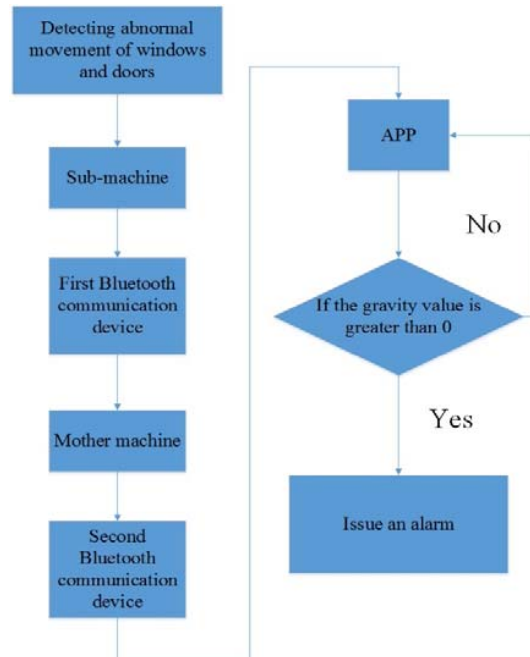 Detecting abnormal
movement of windows
and doors
Sub-machine
First Bluetooth
communication
device
Mother machine
Second
Bluetooth
communication
device
APP
No
If the gravity value is
greater than 0
Yes
Issue an alarm